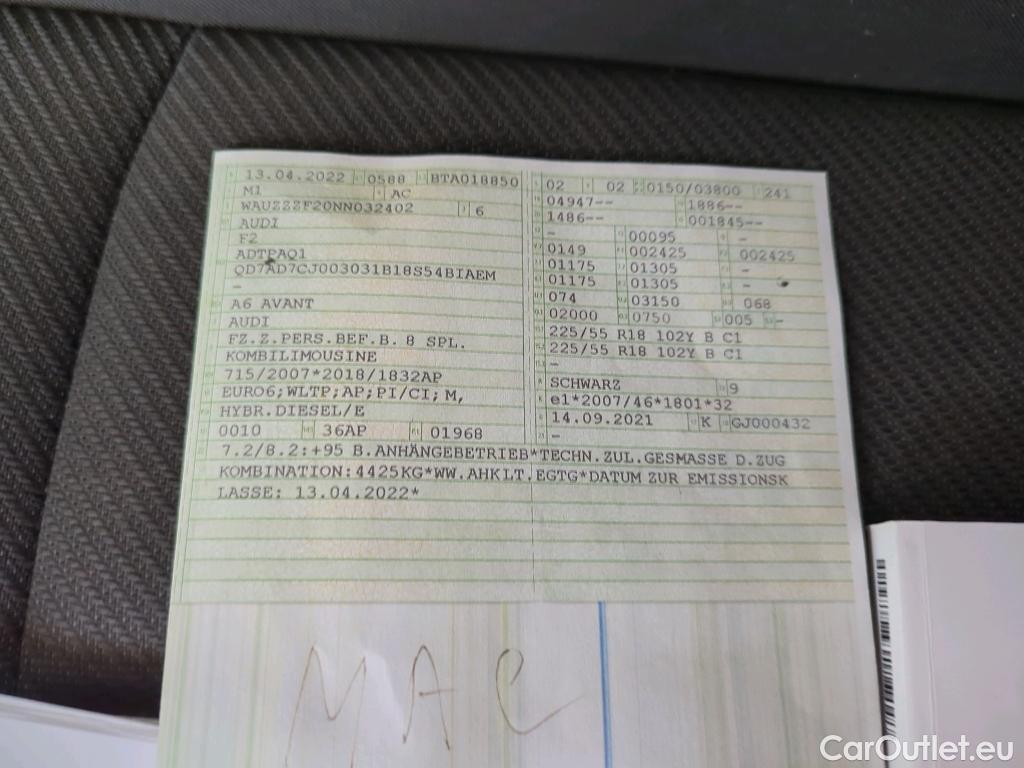 13.04.2022 0588 BTA018850
M1 AC
WAUZZZF20NN032402 6
AUDI
F2
ADTPAQ1
QD7AD7CJ003031B18S54BIAEM
–
A6 AVANT
AUDI
FZ.Z.PERS.BEF.B. 8 SPL.
KOMBILIMOUSINE
715/2007*2018/1832AP
EURO6;WLTP;AP;PI/CI; M,
HYBR.DIESEL/E
0010 36AP 01968
02 02 0150/03800 241
04947-- 1886--
1486-- 001845--
– 00095 –
0149 002425 002425
01175 01305 –
01175 01305 –
074 03150 068
02000 0750 005 –
225/55 R18 102Y B C1
225/55 R18 102Y B C1
–
SCHWARZ 9
e1*2007/46*1801*32
14.09.2021 K GJ000432
–
7.2/8.2:+95 B.ANHÄNGEBETRIEB*TECHN.ZUL.GESMASSE D.ZUG
KOMBINATION:4425KG*WW.AHKLT.EGTG*DATUM ZUR EMISSIONSK
LASSE: 13.04.2022*
MAC
CarOutlet.eu